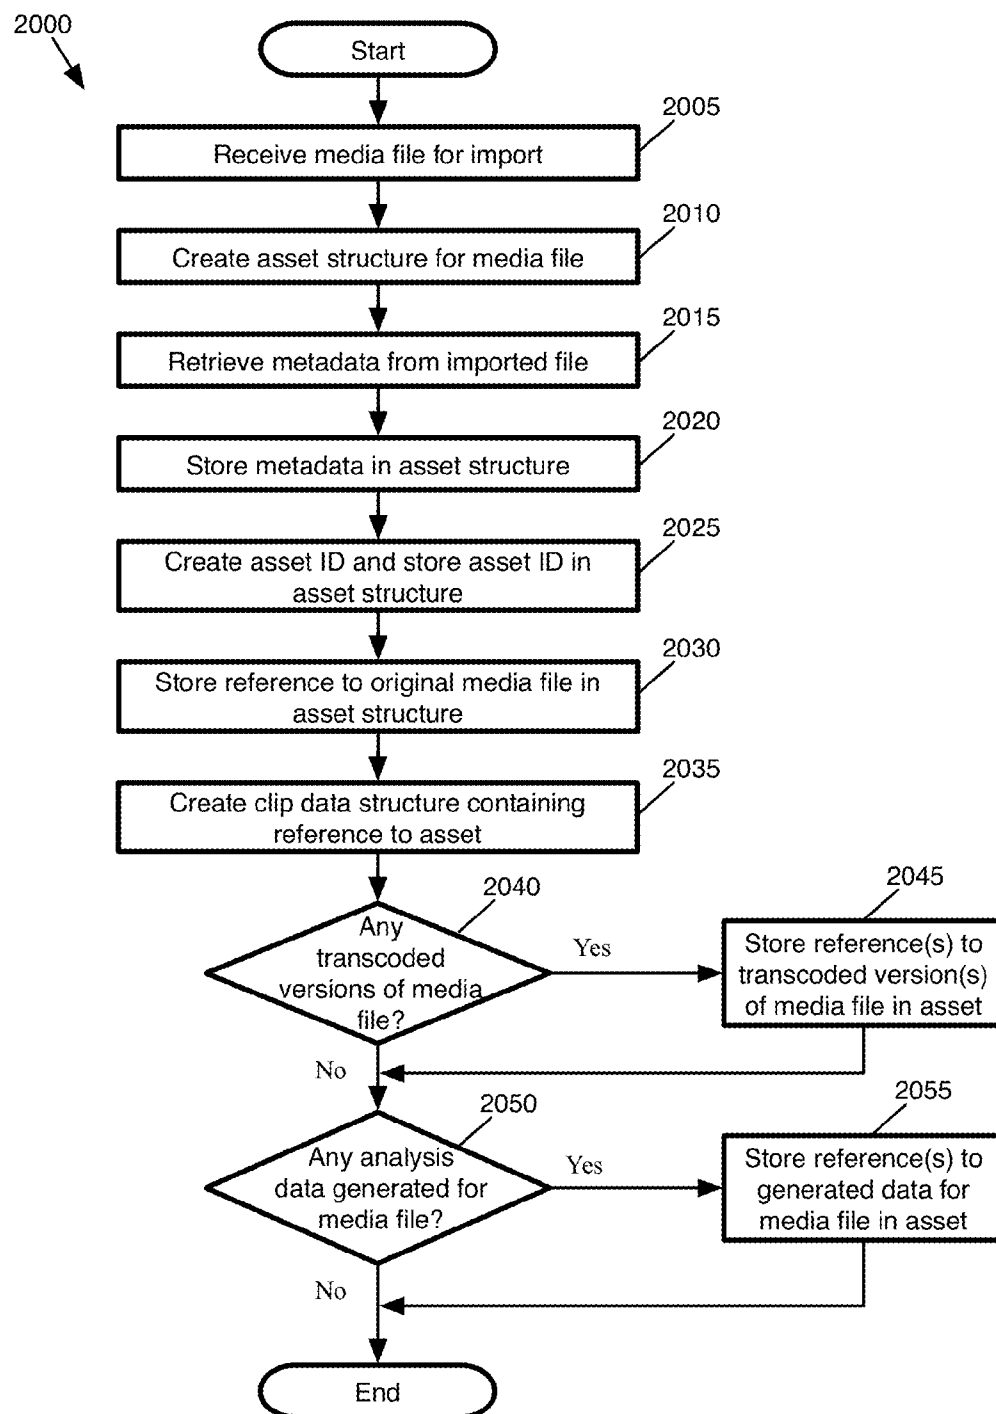 2000
Start
2005
Receive media file for import
2010
Create asset structure for media file
2015
Retrieve metadata from imported file
2020
Store metadata in asset structure
2025
Create asset ID and store asset ID in
asset structure
2030
Store reference to original media file in
asset structure
2035
Create clip data structure containing
reference to asset
2040
Any
transcoded
versions of media
file?
Yes
2045
Store reference(s) to
transcoded version(s)
of media file in asset
No
2050
Any analysis
data generated for
media file?
Yes
2055
Store reference(s) to
generated data for
media file in asset
No
End